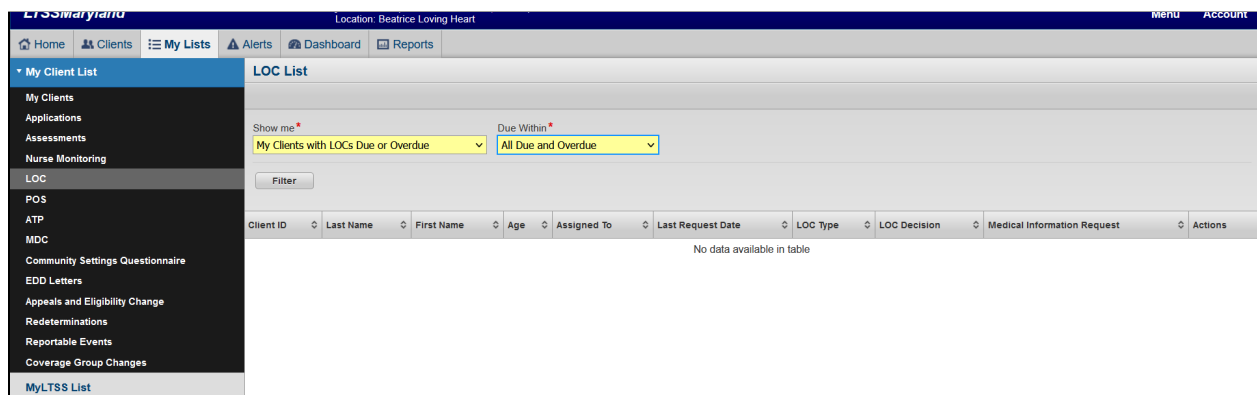 LTSSMaryland
Location: Beatrice Loving Heart
Menu Account
Home Clients My Lists Alerts Dashboard Reports
My Client List
LOC List
My Clients
Applications
Assessments
Nurse Monitoring
LOC
POS
ATP
MDC
Community Settings Questionnaire
EDD Letters
Appeals and Eligibility Change
Redeterminations
Reportable Events
Coverage Group Changes
MyLTSS List
Show me* Due Within*
My Clients with LOCs Due or Overdue All Due and Overdue
Filter
Client ID Last Name First Name Age Assigned To Last Request Date LOC Type LOC Decision Medical Information Request Actions
No data available in table